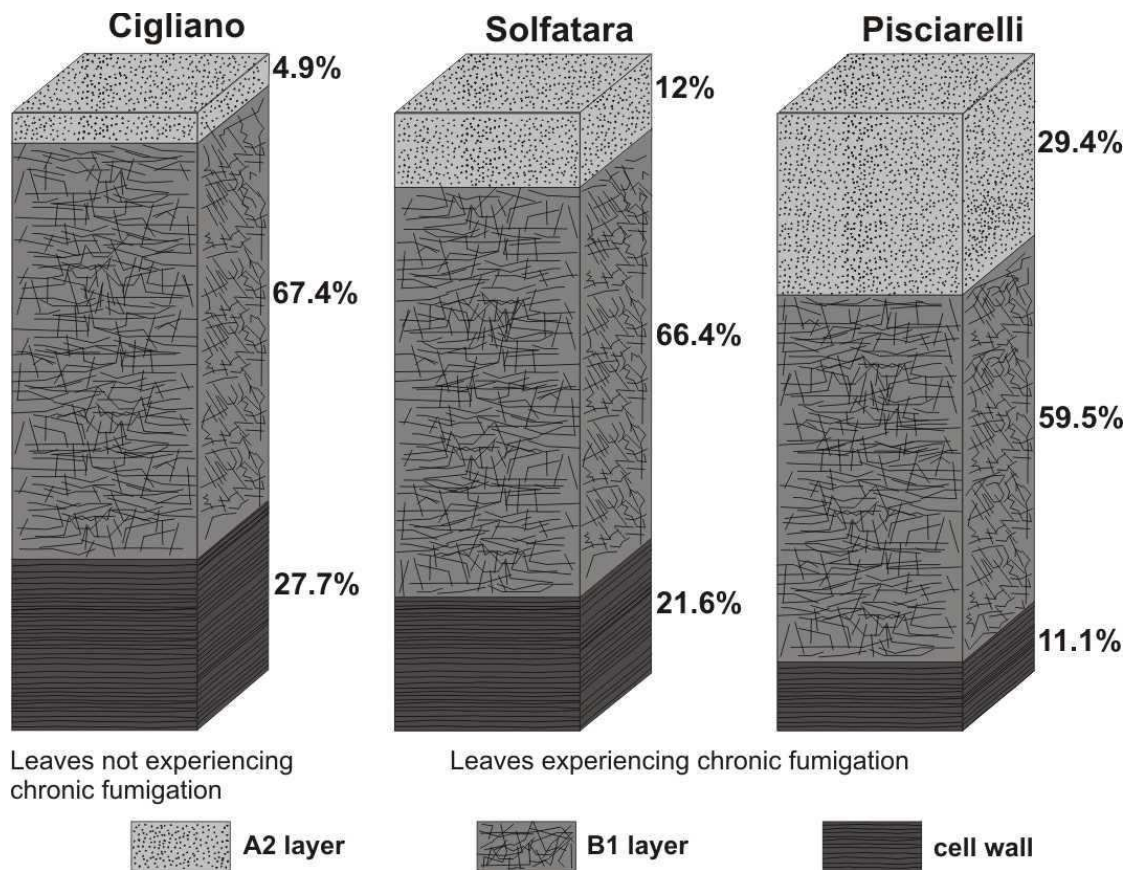 Cigliano
Solfatara
Pisciarelli
4.9%
12%
29.4%
67.4%
66.4%
59.5%
27.7%
21.6%
11.1%
Leaves not experiencing
chronic fumigation
Leaves experiencing chronic fumigation
A2 layer
B1 layer
cell wall